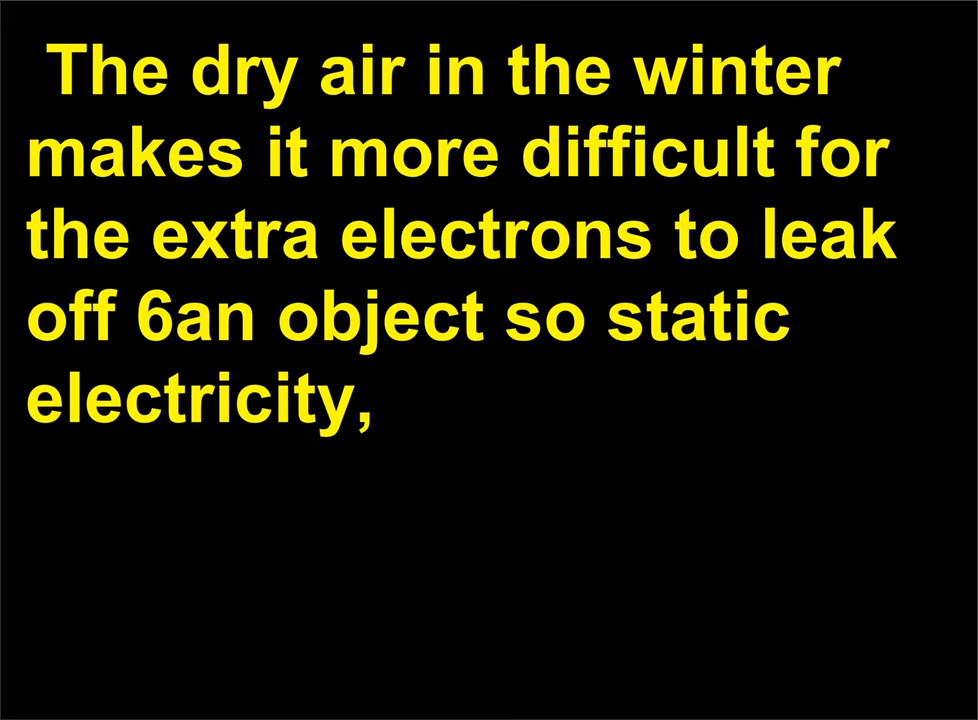 The dry air in the winter
makes it more difficult for
the extra electrons to leak
off 6an object so static
electricity,